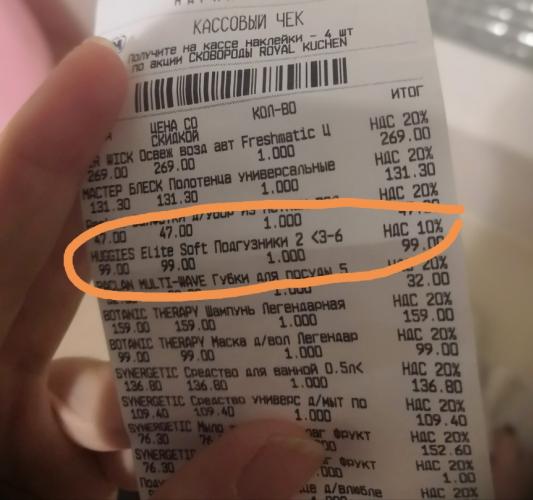 КАССОВЫЙ ЧЕК
Получите на кассе наклейки - 4 шт
по акции СКОВОРОДЫ ROYAL KUCHEN
ЦЕНА СО СКИДКОЙ КОЛ-ВО ИТОГ
WICK Освеж возд авт Freshmatic Ц НДС 20%
269.00 269.00 1.000 269.00
МАСТЕР БЛЕСК Полотенца универсальные НДС 20%
131.30 131.30 1.000 131.30
НДС 20%
47.00 47.00 1.000 47.00
HUGGIES Elite Soft Подгузники 2 <3-6 НДС 10%
99.00 99.00 1.000 99.00
PACLAN MULTI-WAVE Губки для посуды 5 20%
32.00
BOTANIC THERAPY Шампунь Легендарная НДС 20%
159.00 159.00 1.000 159.00
BOTANIC THERAPY Маска д/вол Легендар НДС 20%
99.00 99.00 1.000 99.00
SYNERGETIC Средство для ванной 0.5л< НДС 20%
136.80 136.80 1.000 136.80
SYNERGETIC Средство универс д/мыт по НДС 20%
109.40 109.40 1.000 109.40
SYNERGETIC Мыло фрукт НДС 20%
76.30 152.60
SYNERGETIC фрукт НДС 20%
76.30 1.00
д/влюбле НДС 20%